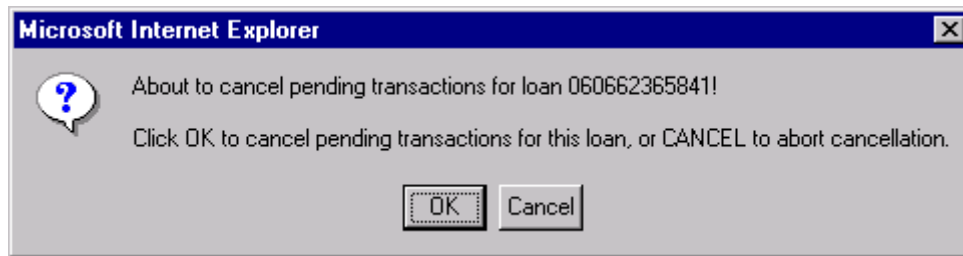 Microsoft Internet Explorer
?
About to cancel pending transactions for loan 060662365841!
Click OK to cancel pending transactions for this loan, or CANCEL to abort cancellation.
OK Cancel